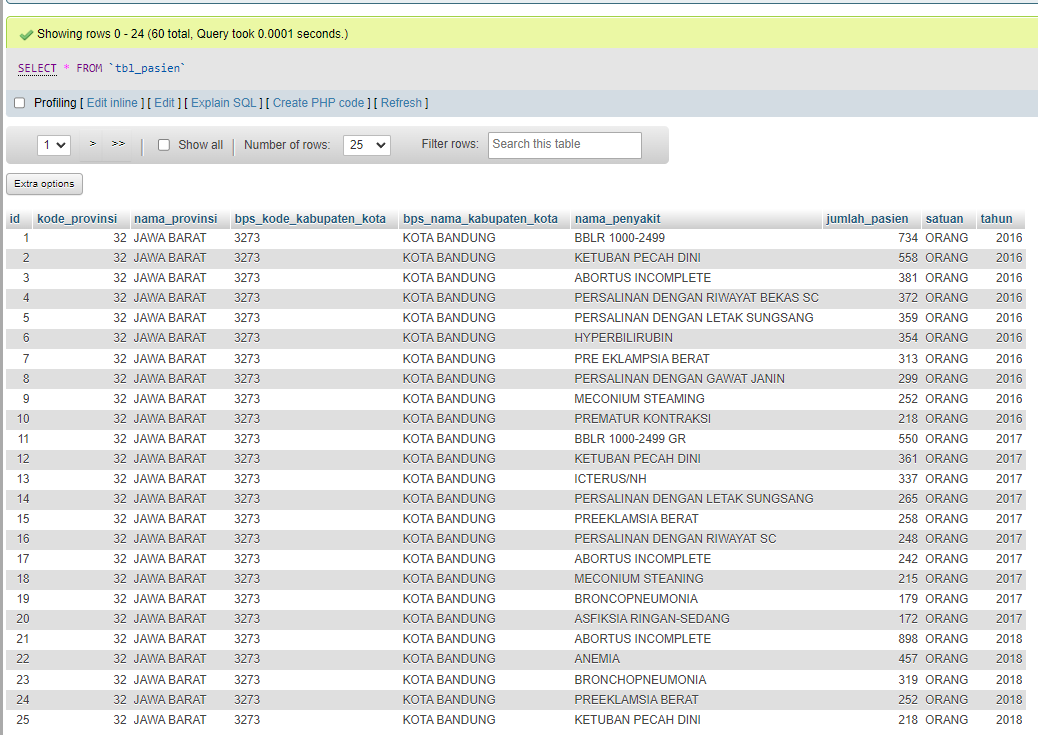 Showing rows 0 - 24 (60 total, Query took 0.0001 seconds.)
SELECT * FROM `tbl_pasien`
Profiling [ Edit inline ] [ Edit ] [ Explain SQL ] [ Create PHP code ] [ Refresh ]
1 > >> Show all Number of rows: 25 Filter rows: Search this table
Extra options
id kode_provinsi nama_provinsi bps_kode_kabupaten_kota bps_nama_kabupaten_kota nama_penyakit jumlah_pasien satuan tahun
1 32 JAWA BARAT 3273 KOTA BANDUNG BBLR 1000-2499 734 ORANG 2016
2 32 JAWA BARAT 3273 KOTA BANDUNG KETUBAN PECAH DINI 558 ORANG 2016
3 32 JAWA BARAT 3273 KOTA BANDUNG ABORTUS INCOMPLETE 381 ORANG 2016
4 32 JAWA BARAT 3273 KOTA BANDUNG PERSALINAN DENGAN RIWAYAT BEKAS SC 372 ORANG 2016
5 32 JAWA BARAT 3273 KOTA BANDUNG PERSALINAN DENGAN LETAK SUNGSANG 359 ORANG 2016
6 32 JAWA BARAT 3273 KOTA BANDUNG HYPERBILIRUBIN 354 ORANG 2016
7 32 JAWA BARAT 3273 KOTA BANDUNG PRE EKLAMPSIA BERAT 313 ORANG 2016
8 32 JAWA BARAT 3273 KOTA BANDUNG PERSALINAN DENGAN GAWAT JANIN 299 ORANG 2016
9 32 JAWA BARAT 3273 KOTA BANDUNG MECONIUM STEAMING 252 ORANG 2016
10 32 JAWA BARAT 3273 KOTA BANDUNG PREMATUR KONTRAKSI 218 ORANG 2016
11 32 JAWA BARAT 3273 KOTA BANDUNG BBLR 1000-2499 GR 550 ORANG 2017
12 32 JAWA BARAT 3273 KOTA BANDUNG KETUBAN PECAH DINI 361 ORANG 2017
13 32 JAWA BARAT 3273 KOTA BANDUNG ICTERUS/NH 337 ORANG 2017
14 32 JAWA BARAT 3273 KOTA BANDUNG PERSALINAN DENGAN LETAK SUNGSANG 265 ORANG 2017
15 32 JAWA BARAT 3273 KOTA BANDUNG PREEKLAMSIA BERAT 258 ORANG 2017
16 32 JAWA BARAT 3273 KOTA BANDUNG PERSALINAN DENGAN RIWAYAT SC 248 ORANG 2017
17 32 JAWA BARAT 3273 KOTA BANDUNG ABORTUS INCOMPLETE 242 ORANG 2017
18 32 JAWA BARAT 3273 KOTA BANDUNG MECONIUM STEANING 215 ORANG 2017
19 32 JAWA BARAT 3273 KOTA BANDUNG BRONCOPNEUMONIA 179 ORANG 2017
20 32 JAWA BARAT 3273 KOTA BANDUNG ASFIKSIA RINGAN-SEDANG 172 ORANG 2017
21 32 JAWA BARAT 3273 KOTA BANDUNG ABORTUS INCOMPLETE 898 ORANG 2018
22 32 JAWA BARAT 3273 KOTA BANDUNG ANEMIA 457 ORANG 2018
23 32 JAWA BARAT 3273 KOTA BANDUNG BRONCHOPNEUMONIA 319 ORANG 2018
24 32 JAWA BARAT 3273 KOTA BANDUNG PREEKLAMSIA BERAT 252 ORANG 2018
25 32 JAWA BARAT 3273 KOTA BANDUNG KETUBAN PECAH DINI 218 ORANG 2018